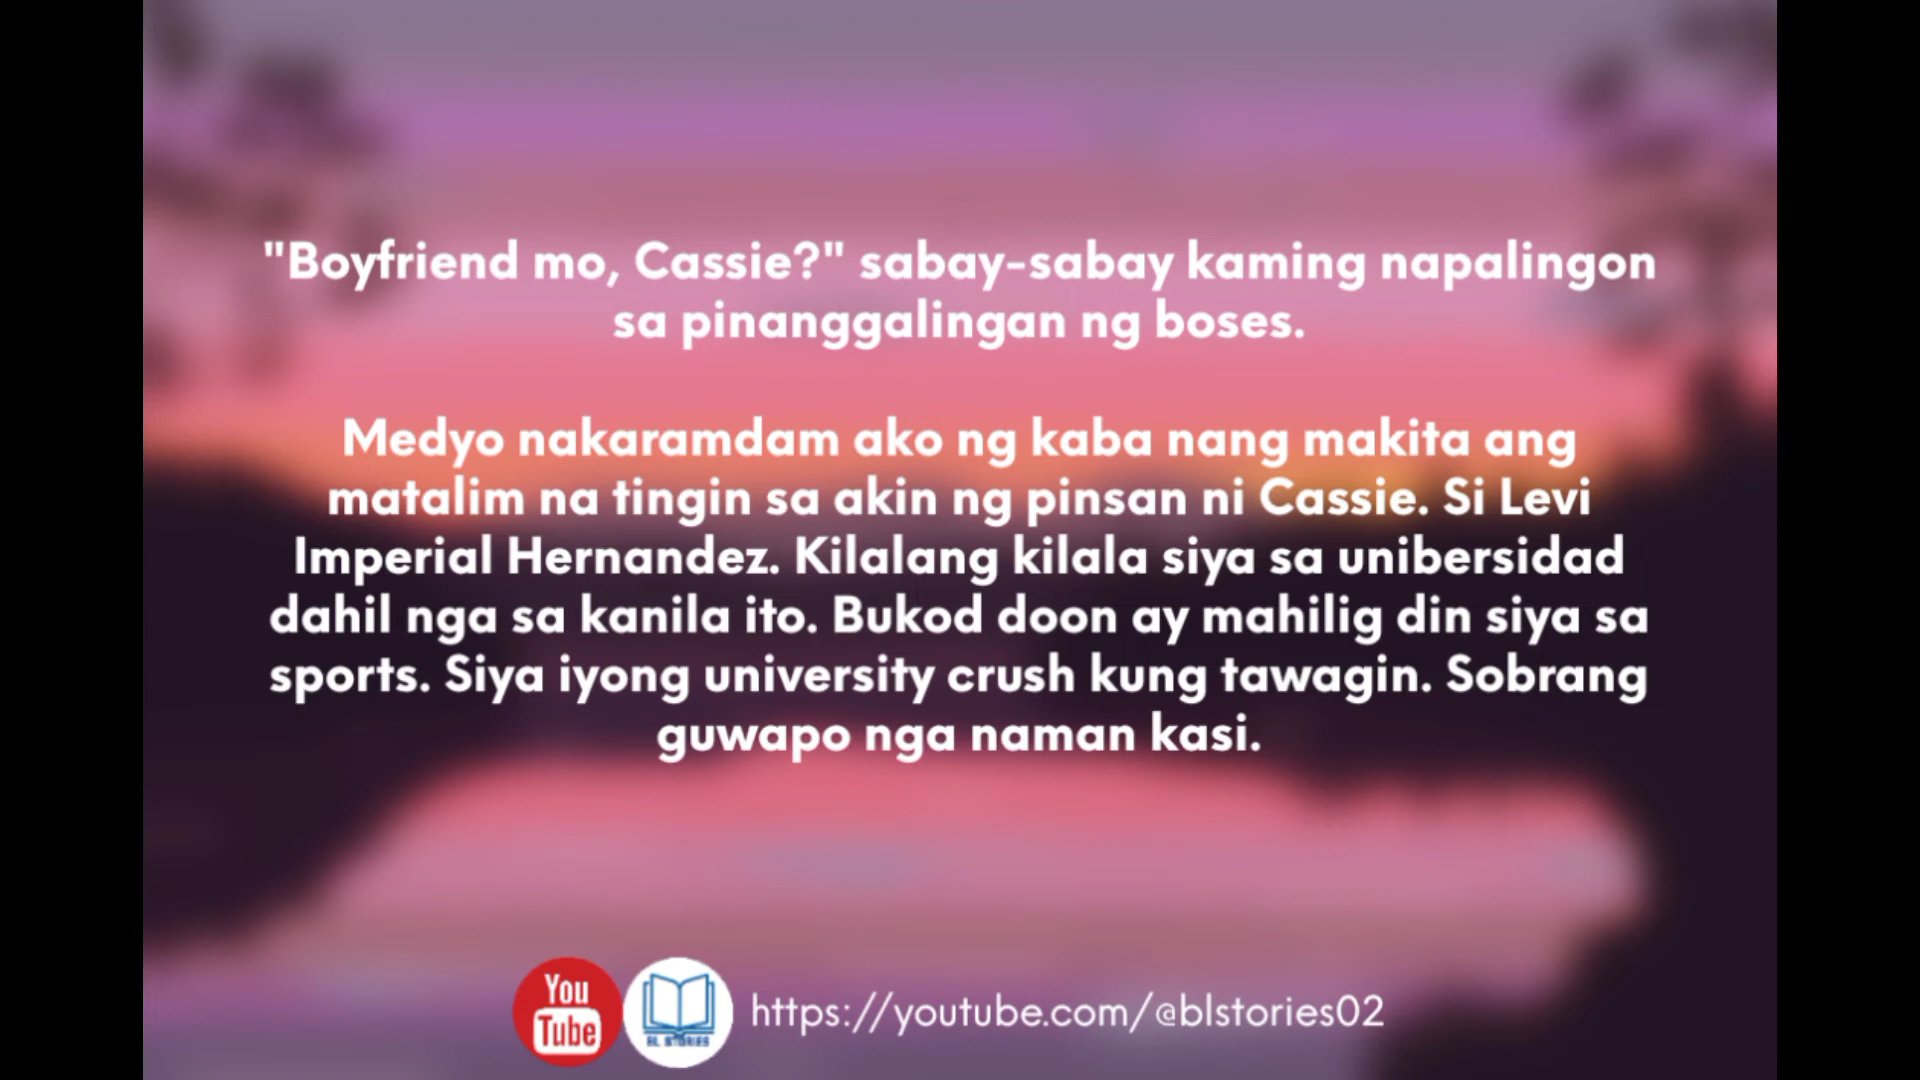 "Boyfriend mo, Cassie?" sabay-sabay kaming napalingon
sa pinanggalingan ng boses.
Medyo nakaramdam ako ng kaba nang makita ang
matalim na tingin sa akin ng pinsan ni Cassie. Si Levi
Imperial Hernandez. Kilalang kilala siya sa unibersidad
dahil nga sa kanila ito. Bukod doon ay mahilig din siya sa
sports. Siya iyong university crush kung tawagin. Sobrang
guwapo nga naman kasi.
You
Tube
BL STORIES
https://youtube.com/@blstories02